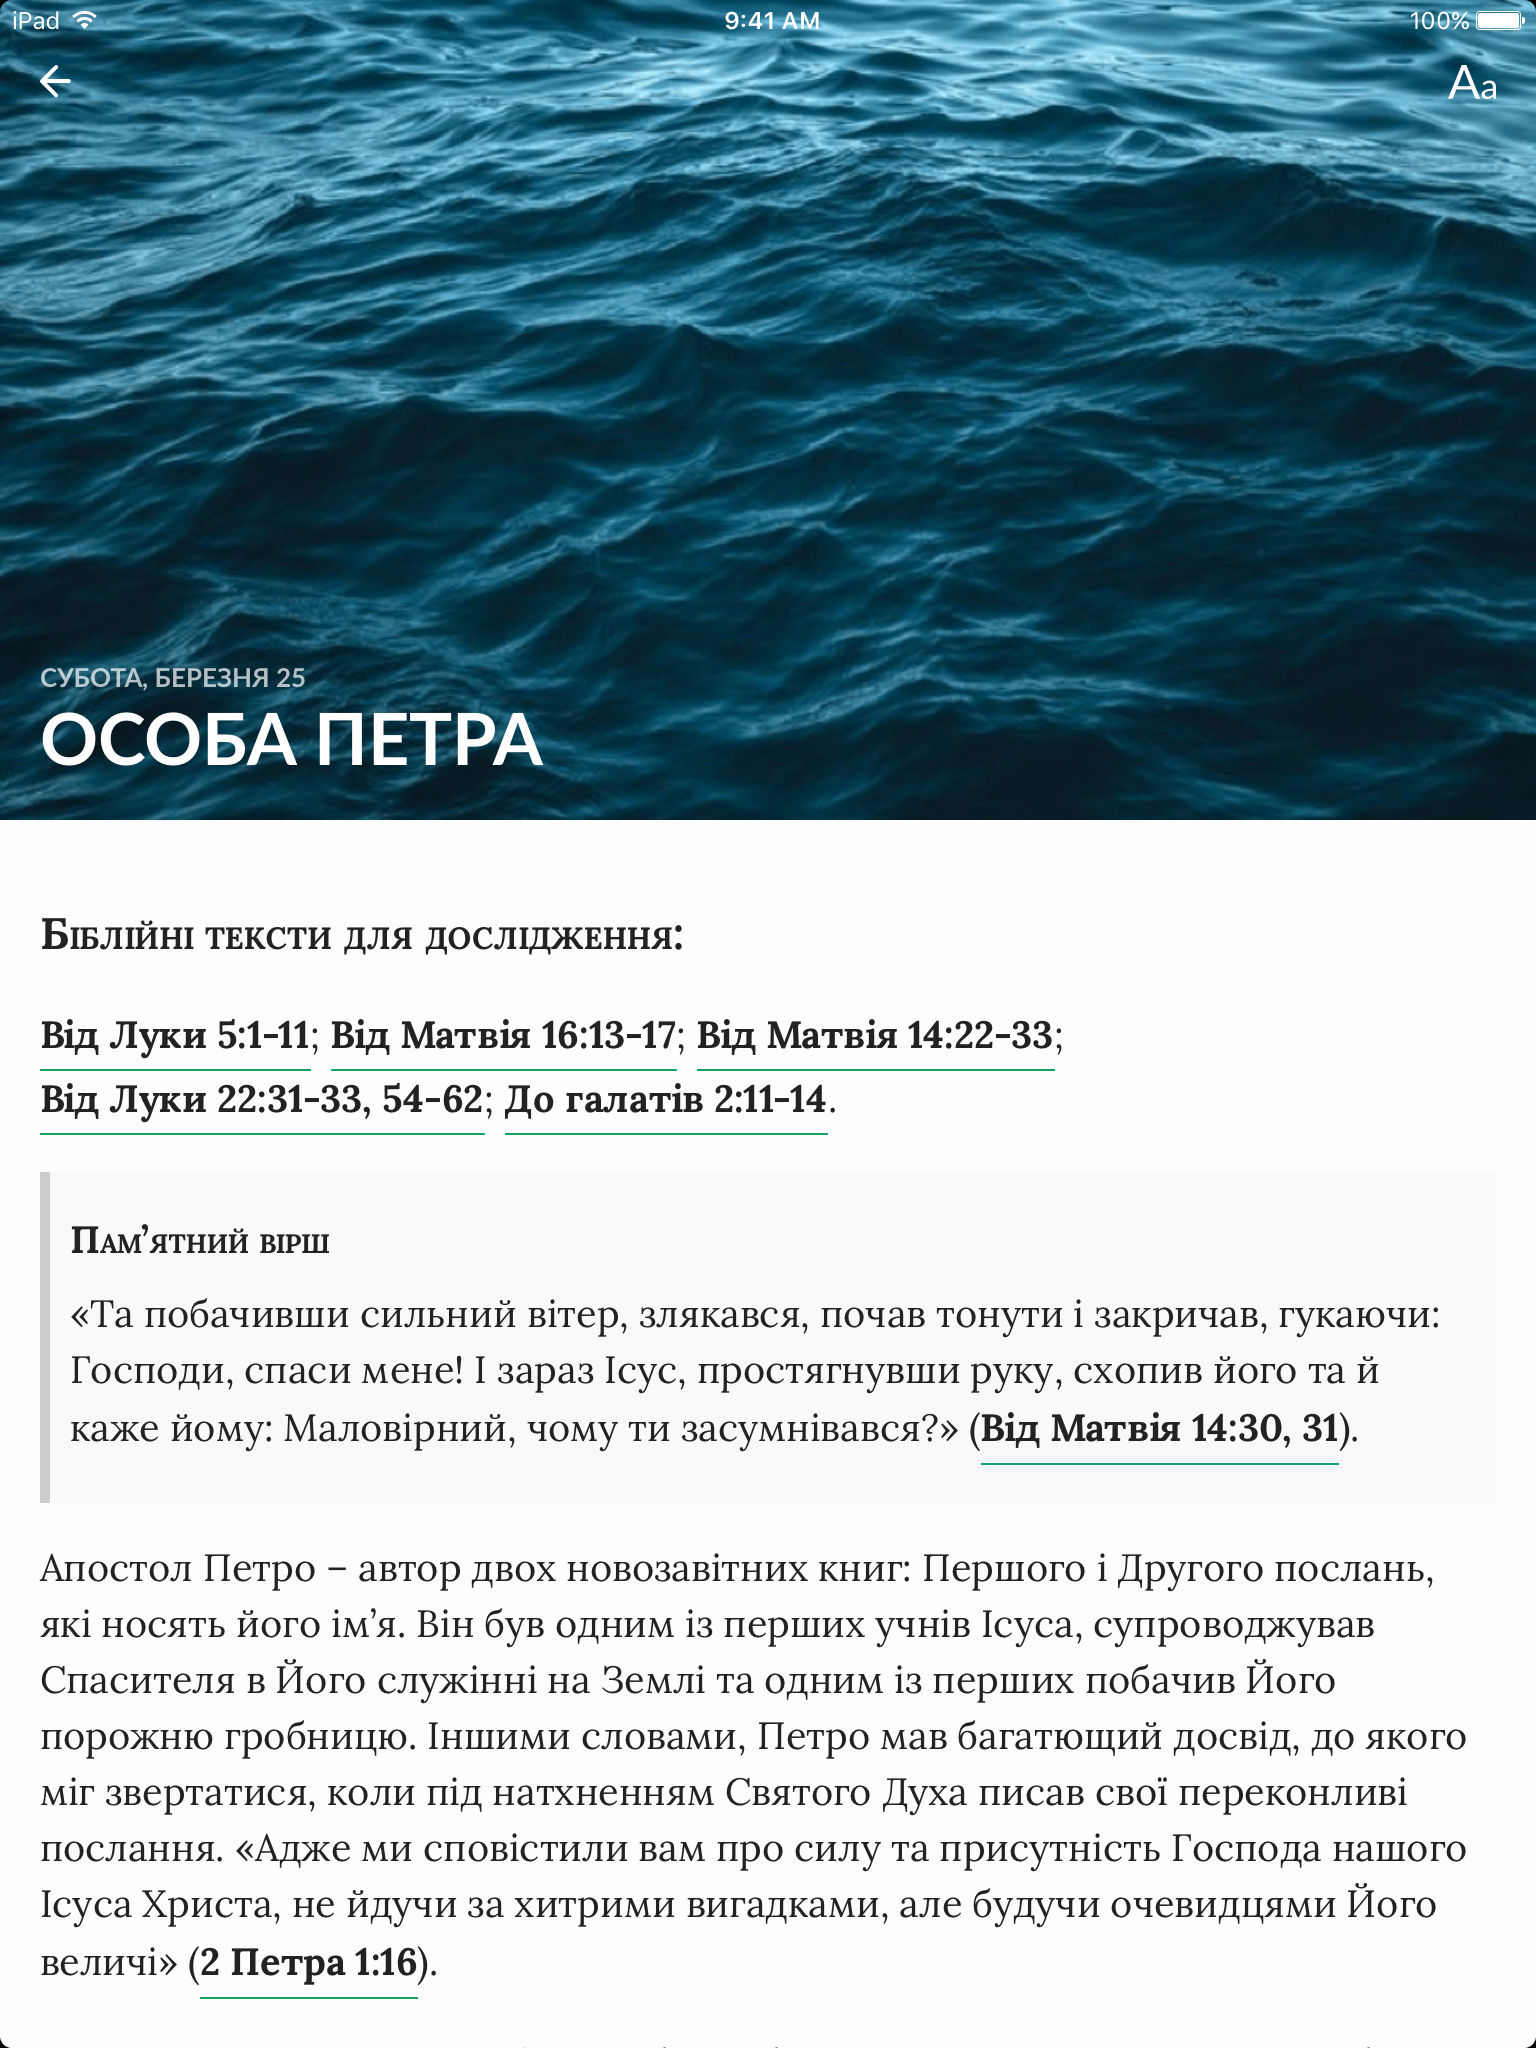 iPad 9:41 AM 100%
Aa
СУБОТА, БЕРЕЗНЯ 25
ОСОБА ПЕТРА
Біблійні тексти для дослідження:
Від Луки 5:1–11; Від Матвія 16:13–17; Від Матвія 14:22–33;
Від Луки 22:31–33, 54–62; До галатів 2:11–14.
Пам’ятний вірш
«Та побачивши сильний вітер, злякався, почав тонути і закричав, гукаючи:
Господи, спаси мене! І зараз Ісус, простягнувши руку, схопив його та й
каже йому: Маловірний, чому ти засумнівався?» (Від Матвія 14:30, 31).
Апостол Петро – автор двох новозавітних книг: Першого і Другого послань,
які носять його ім’я. Він був одним із перших учнів Ісуса, супроводжував
Спасителя в Його служінні на Землі та одним із перших побачив Його
порожню гробницю. Іншими словами, Петро мав багатющий досвід, до якого
міг звертатися, коли під натхненням Святого Духа писав свої переконливі
послання. «Адже ми сповістили вам про силу та присутність Господа нашого
Ісуса Христа, не йдучи за хитрими вигадками, але будучи очевидцями Його
величі» (2 Петра 1:16).